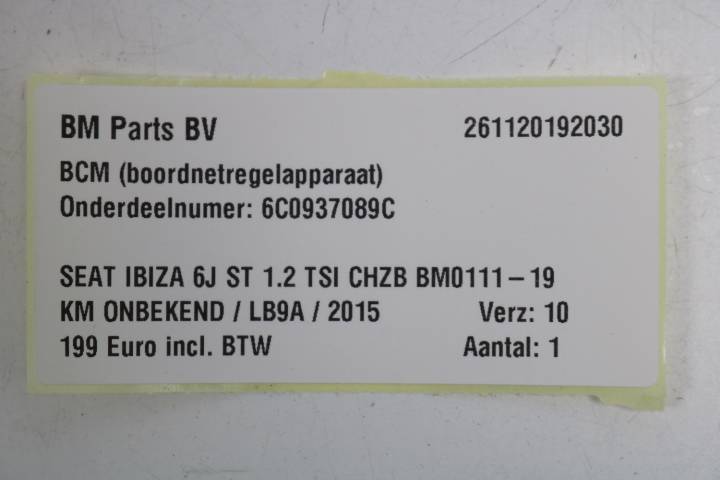 BM Parts BV 261120192030
BCM (boordnetregelapparaat)
Onderdeelnumer: 6C0937089C
SEAT IBIZA 6J ST 1.2 TSI CHZB BM0111-19
KM ONBEKEND / LB9A / 2015 Verz: 10
199 Euro incl. BTW Aantal: 1